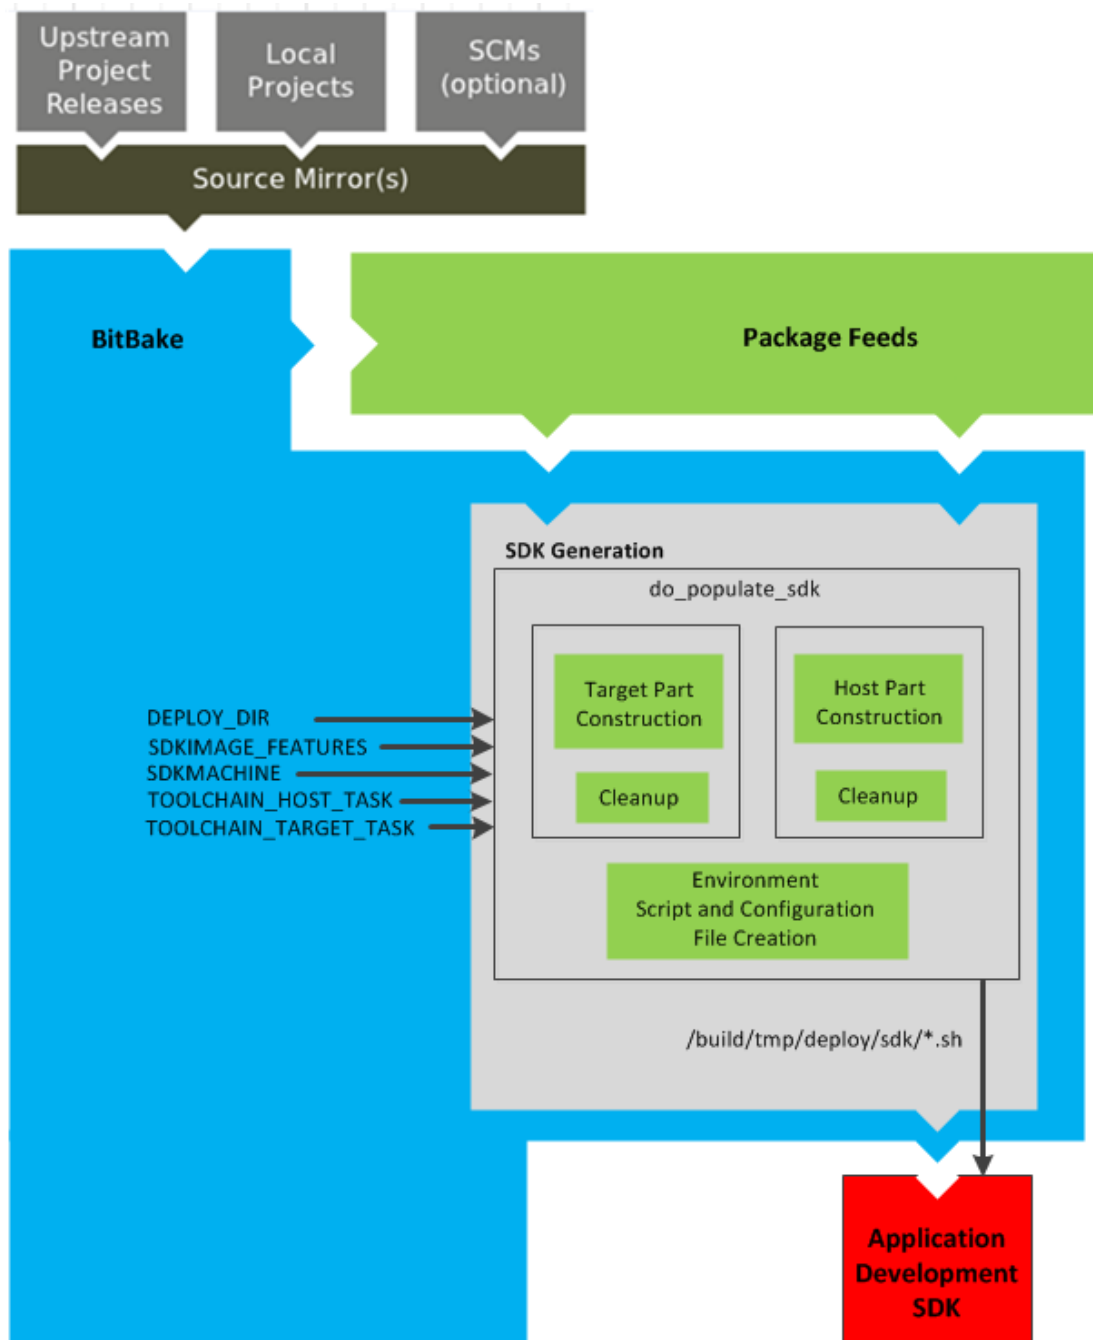 Upstream
Project
Releases
Local
Projects
SCMs
(optional)
Source Mirror(s)
BitBake
Package Feeds
SDK Generation
do_populate_sdk
Target Part
Construction
Host Part
Construction
Cleanup
Cleanup
DEPLOY_DIR
SDKIMAGE_FEATURES
SDKMACHINE
TOOLCHAIN_HOST_TASK
TOOLCHAIN_TARGET_TASK
Environment
Script and Configuration
File Creation
/build/tmp/deploy/sdk/*.sh
Application
Development
SDK